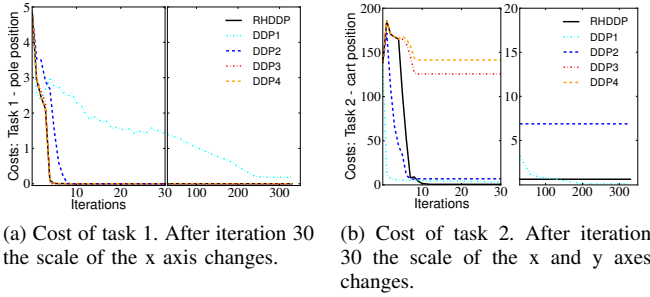 5
4
3
2
1
0
10
20
30
100
200
300
Iterations
Costs: Task 1 - pole position
RHDDP
DDP1
DDP2
DDP3
DDP4
200
150
100
50
0
10
20
30
20
15
10
5
100
200
300
Iterations
Costs: Task 2 - cart position
RHDDP
DDP1
DDP2
DDP3
DDP4
(a) Cost of task 1. After iteration 30
the scale of the x axis changes.
(b) Cost of task 2. After iteration
30 the scale of the x and y axes
changes.